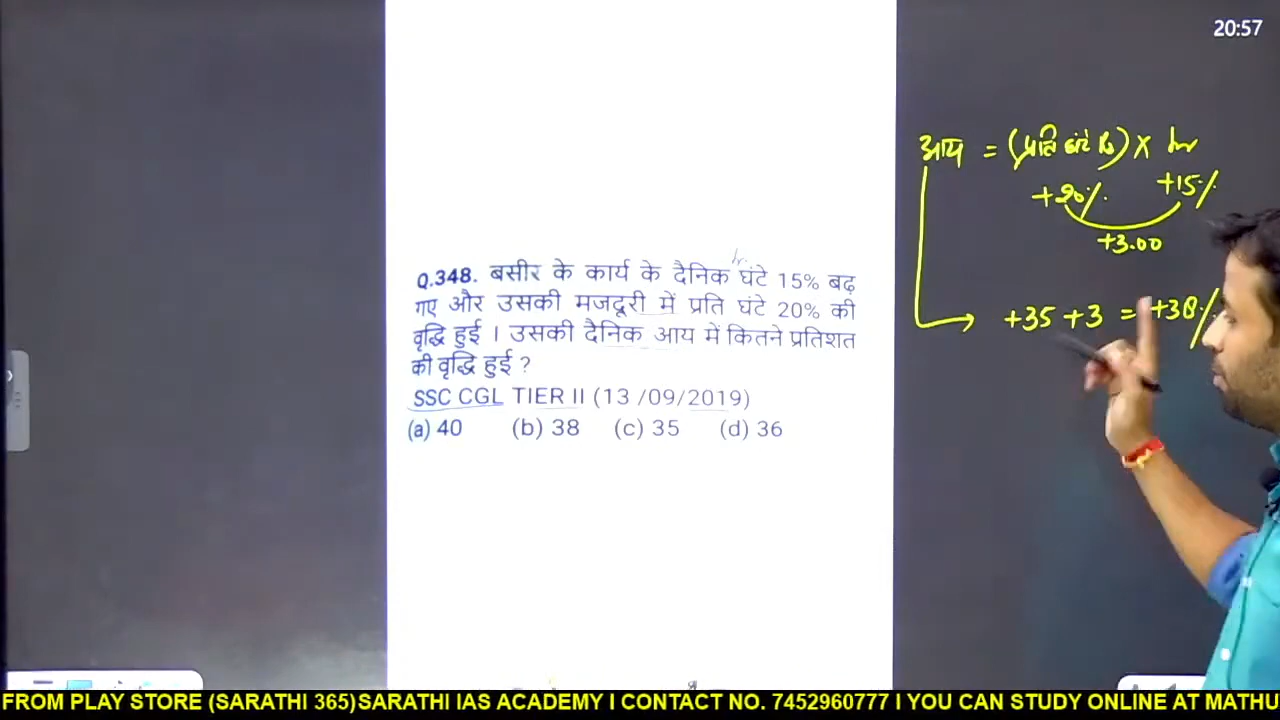 20:57
आय = (प्रति घंटे ₨) × hr
+20% +15%
+3.00
+35 +3 = +38%
hr.
Q.348. बसीर के कार्य के दैनिक घंटे 15% बढ़
गए और उसकी मजदूरी में प्रति घंटे 20% की
वृद्धि हुई । उसकी दैनिक आय में कितने प्रतिशत
की वृद्धि हुई ?
SSC CGL TIER II (13 /09/2019)
(a) 40 (b) 38 (c) 35 (d) 36
FROM PLAY STORE (SARATHI 365)SARATHI IAS ACADEMY I CONTACT NO. 7452960777 I YOU CAN STUDY ONLINE AT MATHU